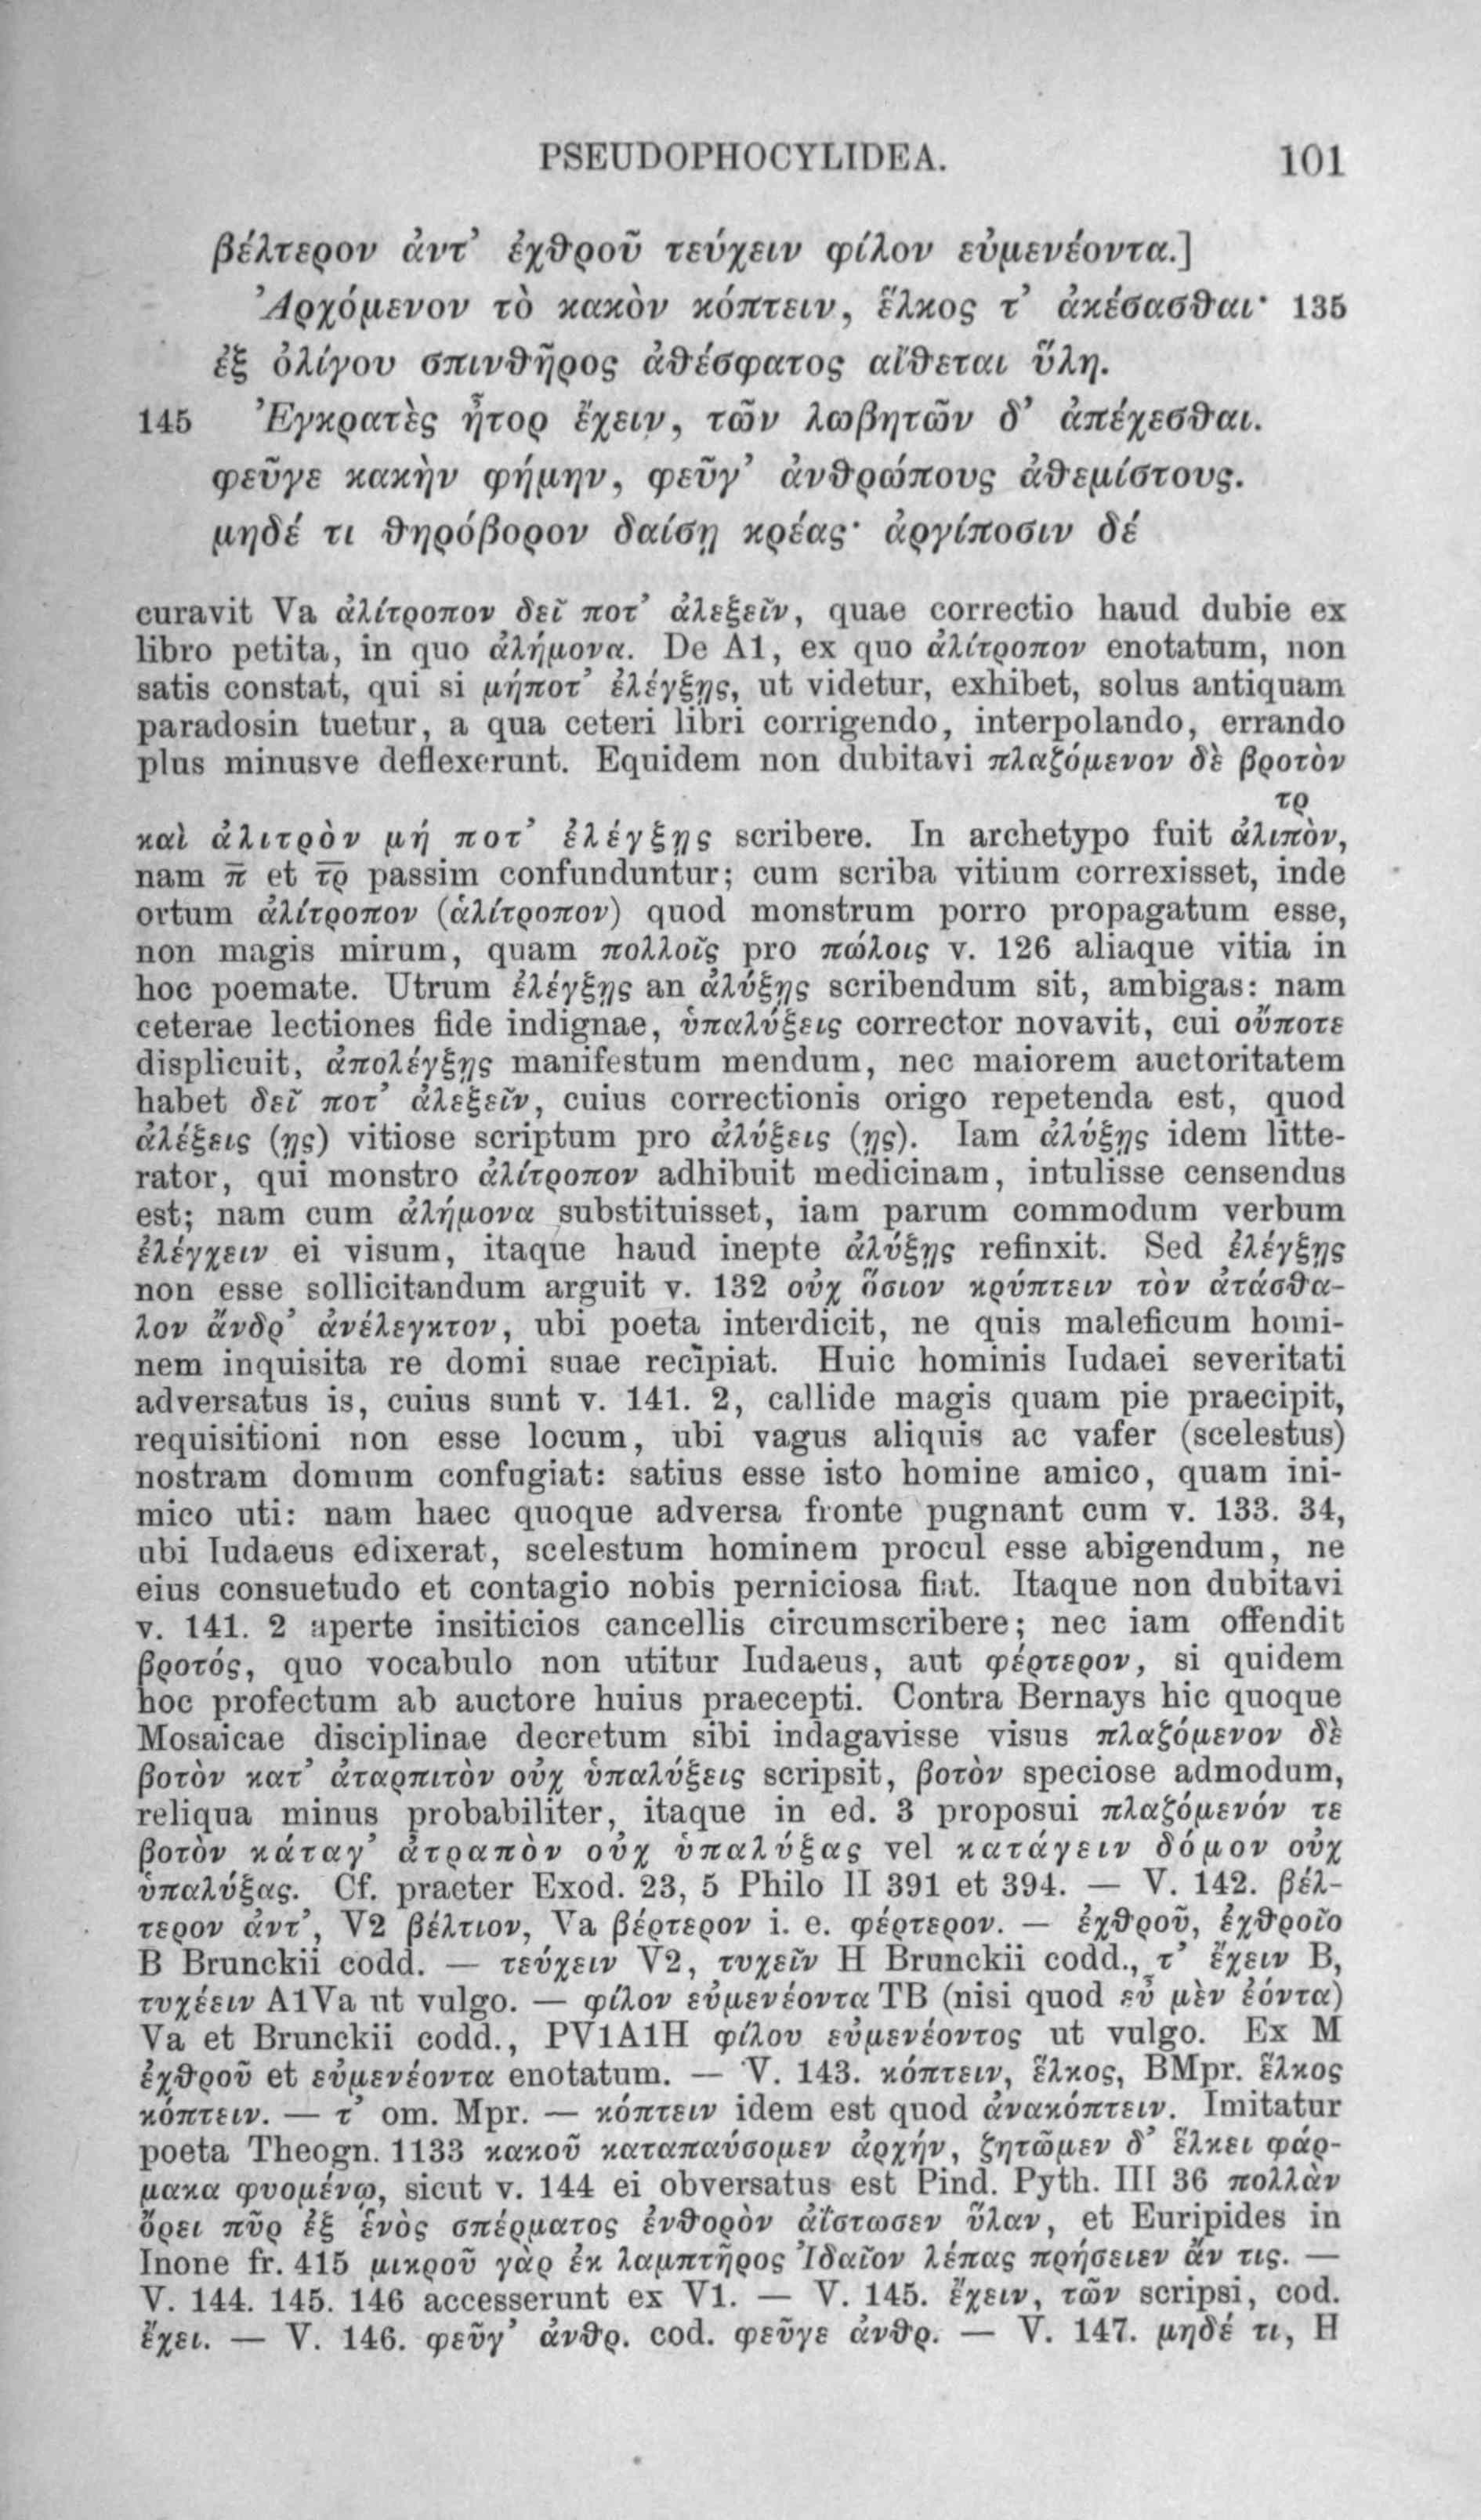 PSEUDOPHOCYLIDEA. 101
βέλτερον ἀντ’ ἐχθροῦ τεύχειν φίλον εὐμενέοντα.]
Ἀρχόμενον τὸ κακὸν κόπτειν, ἕλκος τ’ ἀκέσασθαι· 135
ἐξ ὀλίγου σπινθῆρος ἀθέσφατος αἴθεται ὕλη.
145 Ἐγκρατὲς ἦτορ ἔχειν, τῶν λωβητῶν δ’ ἀπέχεσθαι.
φεῦγε κακὴν φήμην, φεῦγ’ ἀνθρώπους ἀθεμίστους.
μηδέ τι θηρόβορον δαίσῃ κρέας· ἀργίποσιν δέ
curavit Va ἀλίτροπον δεῖ ποτ’ ἀλεξεῖν, quae correctio haud dubie ex
libro petita, in quo ἀλήμονα. De A1, ex quo ἀλίτροπον enotatum, non
satis constat, qui si μήποτ’ ἐλέγξῃς, ut videtur, exhibet, solus antiquam
paradosin tuetur, a qua ceteri libri corrigendo, interpolando, errando
plus minusve deflexerunt. Equidem non dubitavi πλαζόμενον δὲ βροτὸν
τρ
καὶ ἀλιτρὸν μή ποτ’ ἐλέγξῃς scribere. In archetypo fuit ἀλιπὸν,
nam π̅ et τ̅ρ̅ passim confunduntur; cum scriba vitium correxisset, inde
ortum ἀλίτροπον (ἁλίτροπον) quod monstrum porro propagatum esse,
non magis mirum, quam πολλοῖς pro πώλοις v. 126 aliaque vitia in
hoc poemate. Utrum ἐλέγξῃς an ἀλύξῃς scribendum sit, ambigas: nam
ceterae lectiones fide indignae, ὑπαλύξεις corrector novavit, cui οὔποτε
displicuit, ἀπολέγξῃς manifestum mendum, nec maiorem auctoritatem
habet δεῖ ποτ’ ἀλεξεῖν, cuius correctionis origo repetenda est, quod
ἀλέξεις (ῃς) vitiose scriptum pro ἀλύξεις (ῃς). Iam ἀλύξῃς idem litte-
rator, qui monstro ἀλίτροπον adhibuit medicinam, intulisse censendus
est; nam cum ἀλήμονα substituisset, iam parum commodum verbum
ἐλέγχειν ei visum, itaque haud inepte ἀλύξῃς refinxit. Sed ἐλέγξῃς
non esse sollicitandum arguit v. 132 οὐχ ὅσιον κρύπτειν τὸν ἀτάσθα-
λον ἄνδρ’ ἀνέλεγκτον, ubi poeta interdicit, ne quis maleficum homi-
nem inquisita re domi suae recipiat. Huic hominis Iudaei severitati
adversatus is, cuius sunt v. 141. 2, callide magis quam pie praecipit,
requisitioni non esse locum, ubi vagus aliquis ac vafer (scelestus)
nostram domum confugiat: satius esse isto homine amico, quam ini-
mico uti: nam haec quoque adversa fronte pugnant cum v. 133. 34,
ubi Iudaeus edixerat, scelestum hominem procul esse abigendum, ne
eius consuetudo et contagio nobis perniciosa fiat. Itaque non dubitavi
v. 141. 2 aperte insiticios cancellis circumscribere; nec iam offendit
βροτός, quo vocabulo non utitur Iudaeus, aut φέρτερον, si quidem
hoc profectum ab auctore huius praecepti. Contra Bernays hic quoque
Mosaicae disciplinae decretum sibi indagavisse visus πλαζόμενον δὲ
βοτὸν κατ’ ἀταρπιτὸν οὐχ ὑπαλύξεις scripsit, βοτὸν speciose admodum,
reliqua minus probabiliter, itaque in ed. 3 proposui πλαζόμενόν τε
βοτὸν κάταγ’ ἀτραπὸν οὐχ ὑπαλύξας vel κατάγειν δόμον οὐχ
ὑπαλύξας. Cf. praeter Exod. 23, 5 Philo II 391 et 394. — V. 142. βέλ-
τερον ἀντ’, V2 βέλτιον, Va βέρτερον i. e. φέρτερον. — ἐχθροῦ, ἐχθροῖο
B Brunckii codd. — τεύχειν V2, τυχεῖν H Brunckii codd., τ’ ἔχειν B,
τυχέειν A1Va ut vulgo. — φίλον εὐμενέοντα TB (nisi quod εὖ μὲν ἐόντα)
Va et Brunckii codd., PV1A1H φίλου εὐμενέοντος ut vulgo. Ex M
ἐχθροῦ et εὐμενέοντα enotatum. — V. 143. κόπτειν, ἕλκος, BMpr. ἕλκος
κόπτειν. — τ’ om. Mpr. — κόπτειν idem est quod ἀνακόπτειν. Imitatur
poeta Theogn. 1133 κακοῦ καταπαύσομεν ἀρχήν, ζητῶμεν δ’ ἕλκει φάρ-
μακα φυομένῳ, sicut v. 144 ei obversatus est Pind. Pyth. III 36 πολλὰν
ὄρει πῦρ ἐξ ἑνὸς σπέρματος ἐνθορὸν ἀΐστωσεν ὕλαν, et Euripides in
Inone fr. 415 μικροῦ γὰρ ἐκ λαμπτῆρος Ἰδαῖον λέπας πρήσειεν ἄν τις. —
V. 144. 145. 146 accesserunt ex V1. — V. 145. ἔχειν, τῶν scripsi, cod.
ἔχει. — V. 146. φεῦγ’ ἀνθρ. cod. φεῦγε ἀνθρ. — V. 147. μηδέ τι, H